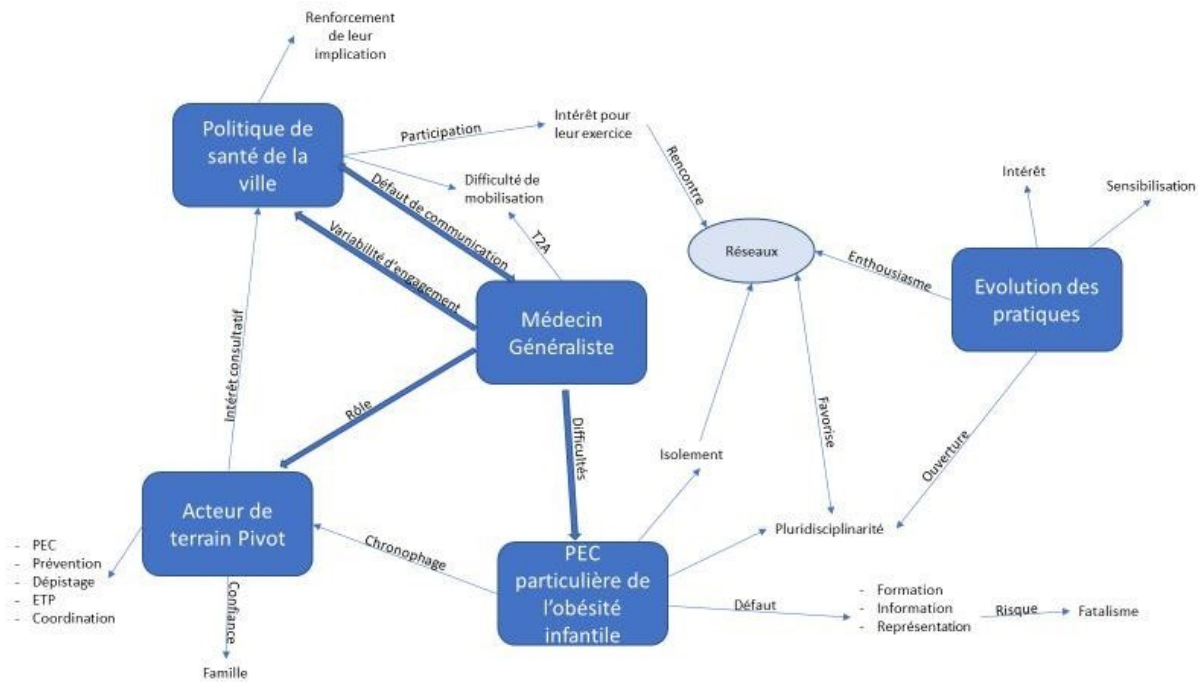 Renforcement
de leur
implication
Politique de
santé de la
ville
Participation
Intérêt pour
leur exercice
Rencontre
Difficulté de
mobilisation
Défaut de communication
Variabilité d'engagement
T2A
Réseaux
Intérêt
Sensibilisation
Enthousiasme
Evolution des
pratiques
Médecin
Généraliste
Intérêt consultatif
Rôle
Difficultés
Isolement
Favorise
Ouverture
Acteur de
terrain Pivot
Chronophage
Pluridisciplinarité
PEC
particulière de
l'obésité
infantile
- PEC
- Prévention
- Dépistage
- ETP
- Coordination
Confiance
Famille
Défaut
- Formation
- Information
- Représentation
Risque
Fatalisme